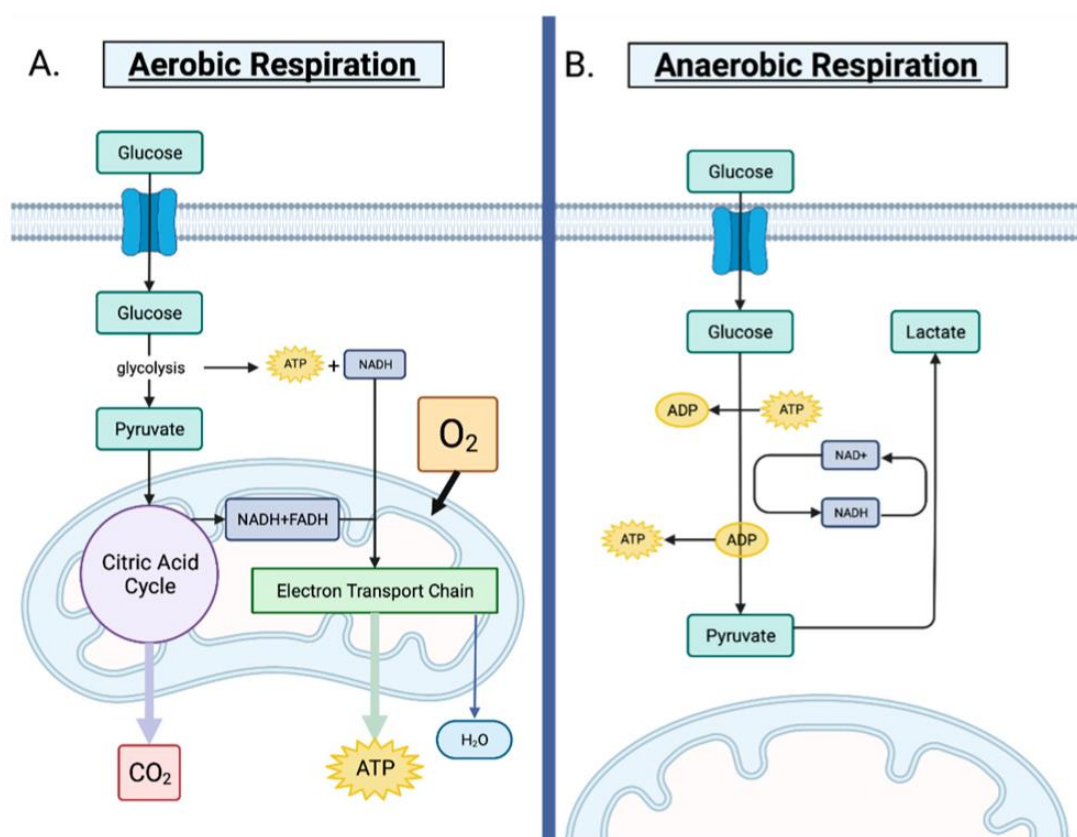 A.
Aerobic Respiration
Glucose
Glucose
glycolysis
ATP + NADH
Pyruvate
O₂
NADH+FADH
Citric Acid
Cycle
Electron Transport Chain
CO₂
ATP
H₂O
B.
Anaerobic Respiration
Glucose
Glucose
Lactate
ADP
ATP
NAD+
NADH
ATP
ADP
Pyruvate